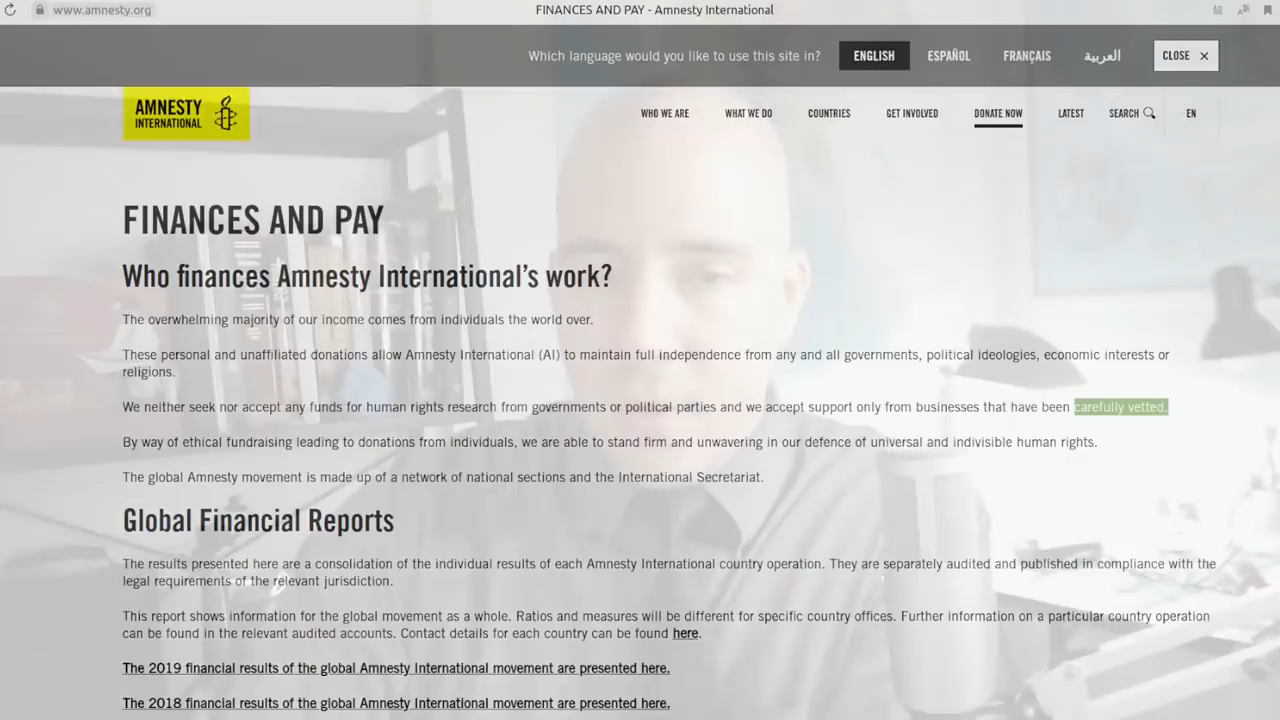 www.amnesty.org
FINANCES AND PAY - Amnesty International
Which language would you like to use this site in?
ENGLISH
ESPAÑOL
FRANÇAIS
العربية
CLOSE ×
AMNESTY
INTERNATIONAL
WHO WE ARE
WHAT WE DO
COUNTRIES
GET INVOLVED
DONATE NOW
LATEST
SEARCH
EN
FINANCES AND PAY
Who finances Amnesty International's work?
The overwhelming majority of our income comes from individuals the world over.
These personal and unaffiliated donations allow Amnesty International (AI) to maintain full independence from any and all governments, political ideologies, economic interests or
religions.
We neither seek nor accept any funds for human rights research from governments or political parties and we accept support only from businesses that have been carefully vetted.
By way of ethical fundraising leading to donations from individuals, we are able to stand firm and unwavering in our defence of universal and indivisible human rights.
The global Amnesty movement is made up of a network of national sections and the International Secretariat.
Global Financial Reports
The results presented here are a consolidation of the individual results of each Amnesty International country operation. They are separately audited and published in compliance with the
legal requirements of the relevant jurisdiction.
This report shows information for the global movement as a whole. Ratios and measures will be different for specific country offices. Further information on a particular country operation
can be found in the relevant audited accounts. Contact details for each country can be found here.
The 2019 financial results of the global Amnesty International movement are presented here.
The 2018 financial results of the global Amnesty International movement are presented here.